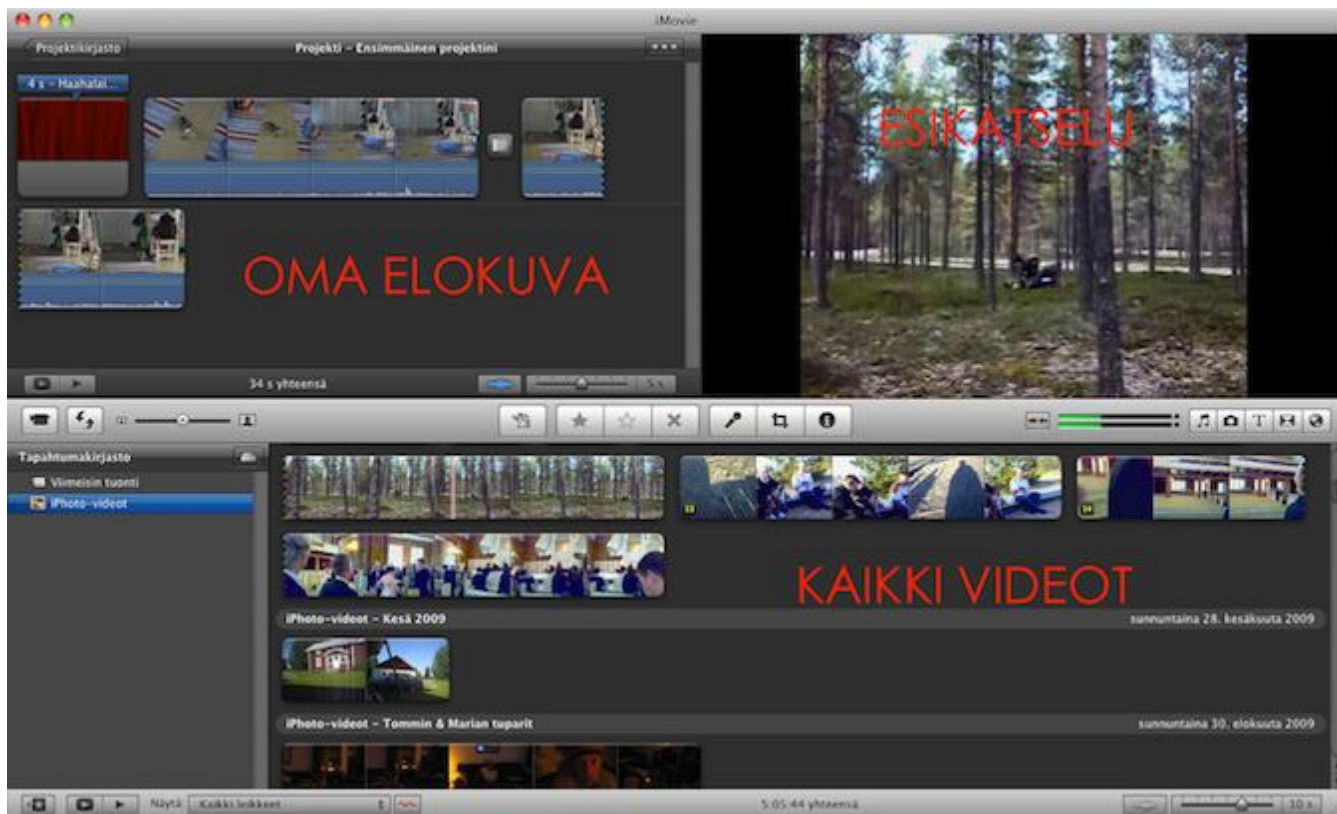 iMovie
Projektikirjasto
Projekti - Ensimmäinen projektini
4 s - Haahalai...
ESIKATSELU
OMA ELOKUVA
34 s yhteensä
5 s
Tapahtumakirjasto
Viimeisin tuonti
iPhoto-videot
KAIKKI VIDEOT
iPhoto-videot - Kesä 2009
sunnuntaina 28. kesäkuuta 2009
iPhoto-videot - Tommin & Marian tuparit
sunnuntaina 30. elokuuta 2009
Näytä:
Kaikki leikkeet
5:05:44 yhteensä
30 s